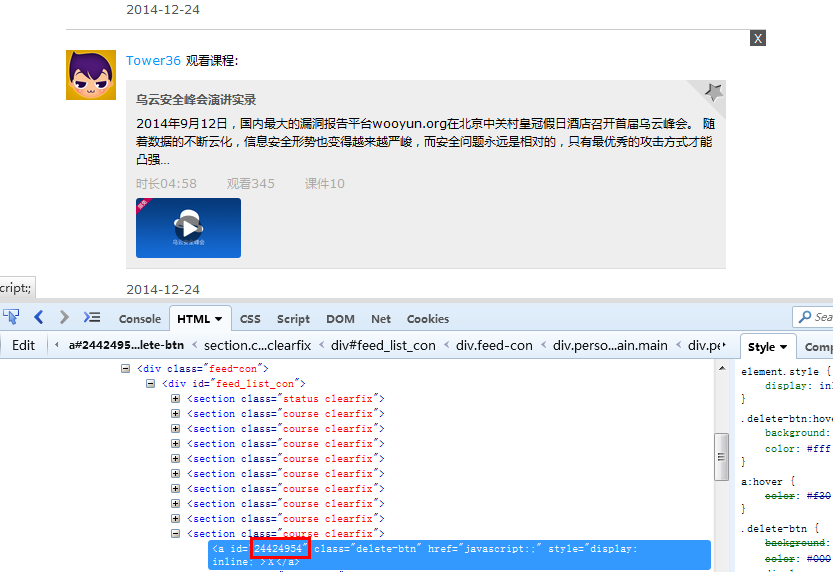 2014-12-24
X
Tower36 观看课程:
乌云安全峰会演讲实录
2014年9月12日，国内最大的漏洞报告平台wooyun.org在北京中关村皇冠假日酒店召开首届乌云峰会。 随
着数据的不断云化，信息安全形势也变得越来越严峻，而安全问题永远是相对的，只有最优秀的攻击方式才能
凸强...
时长04:58 观看345 课件10
乌云安全峰会
2014-12-24
cript:;
Console HTML CSS Script DOM Net Cookies
Sea
Edit a#2442495...lete-btn < section.c...clearfix < div#feed_list_con < div.feed-con < div.perso...ain.main < div.pe
Style Comp
<div class="feed-con">
<div id="feed_list_con">
<section class="status clearfix">
<section class="course clearfix">
<section class="course clearfix">
<section class="course clearfix">
<section class="course clearfix">
<section class="course clearfix">
<section class="course clearfix">
<section class="course clearfix">
<section class="course clearfix">
<section class="course clearfix">
<a id="24424954" class="delete-btn" href="javascript:;" style="display:
inline;">X</a>
element.style {
display: inl
}
.delete-btn:hove
background:
color: #fff
}
a:hover {
color: #f30
}
.delete-btn {
background:
color: #000
display: